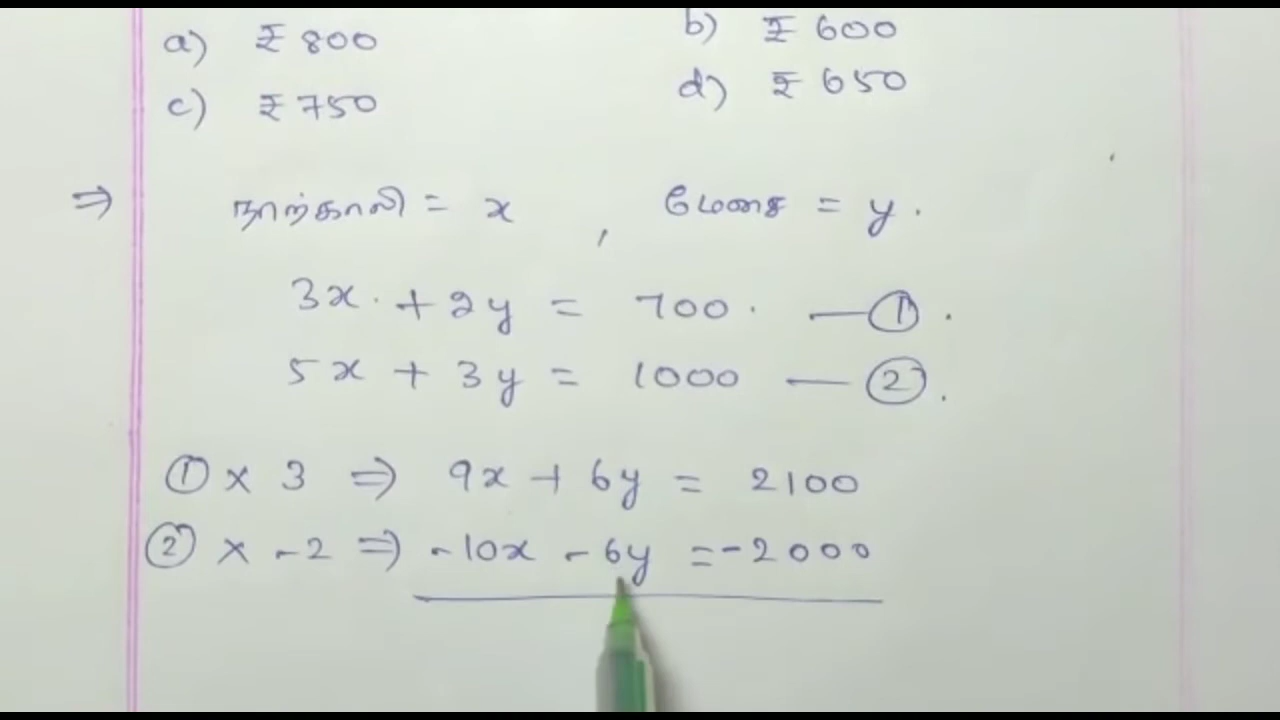 a) ₹ 800 b) ₹ 600
c) ₹ 750 d) ₹ 650
⇒ நாற்காலி = x , மேசை = y.
3x + 2y = 700. — ①.
5x + 3y = 1000 — ②.
① × 3 ⇒ 9x + 6y = 2100
② × -2 ⇒ -10x - 6y = -2000